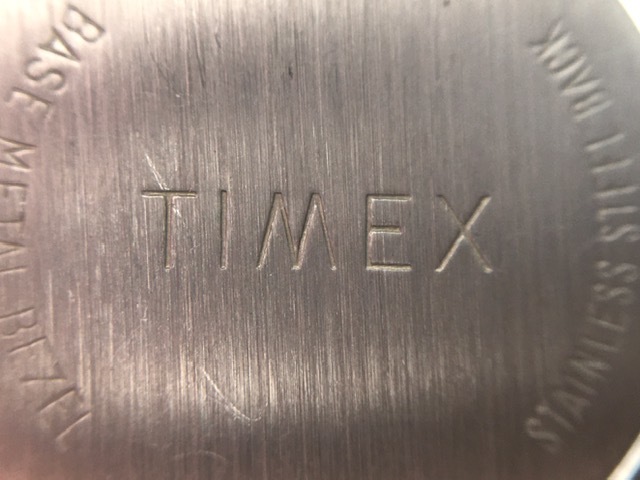 TIMEX
BASE METAL BEZEL
STAINLESS STEEL BACK